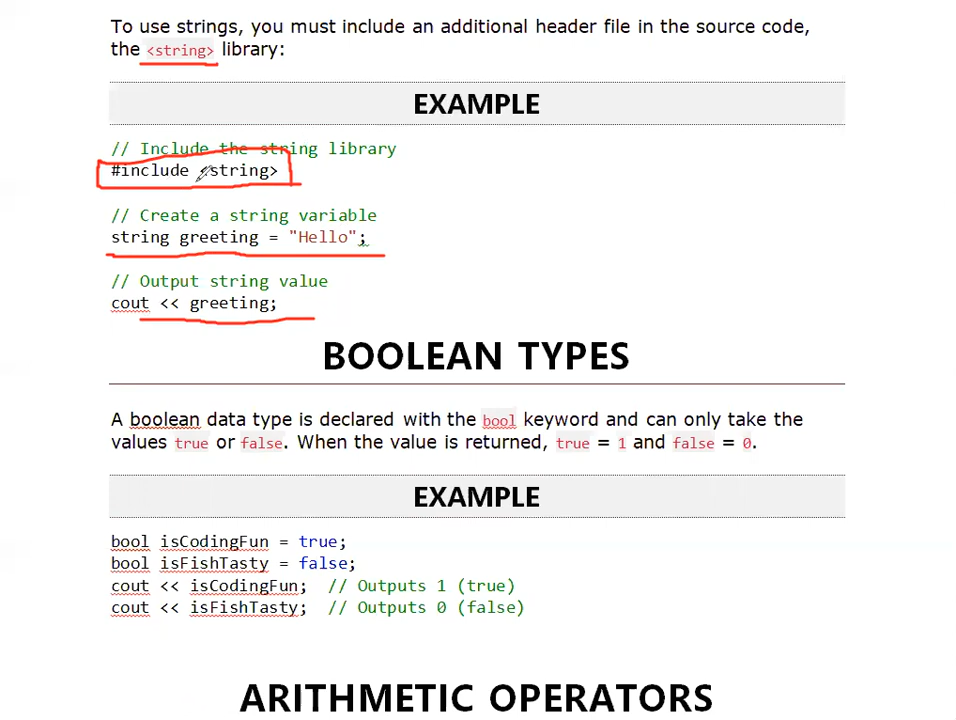 To use strings, you must include an additional header file in the source code,
the <string> library:
EXAMPLE
// Include the string library
#include <string>
// Create a string variable
string greeting = "Hello";
// Output string value
cout << greeting;
BOOLEAN TYPES
A boolean data type is declared with the bool keyword and can only take the
values true or false. When the value is returned, true = 1 and false = 0.
EXAMPLE
bool isCodingFun = true;
bool isFishTasty = false;
cout << isCodingFun;  // Outputs 1 (true)
cout << isFishTasty;  // Outputs 0 (false)
ARITHMETIC OPERATORS